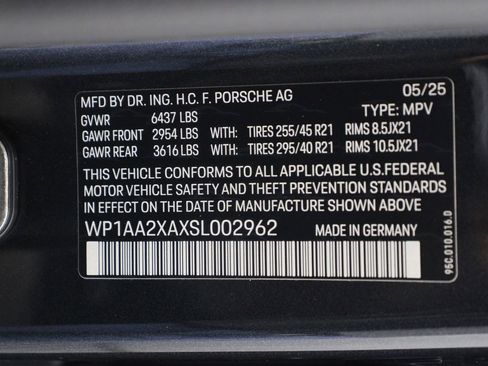 MFD BY DR. ING. H.C. F. PORSCHE AG 05/25
GVWR 6437 LBS TYPE: MPV
GAWR FRONT 2954 LBS WITH: TIRES 255/45 R21 RIMS 8.5JX21
GAWR REAR 3616 LBS WITH: TIRES 295/40 R21 RIMS 10.5JX21
THIS VEHICLE CONFORMS TO ALL APPLICABLE U.S.FEDERAL
MOTOR VEHICLE SAFETY AND THEFT PREVENTION STANDARDS
IN EFFECT ON THE DATE OF MANUFACTURE SHOWN ABOVE
WP1AA2XAXSL002962 MADE IN GERMANY
95C.010.016.D